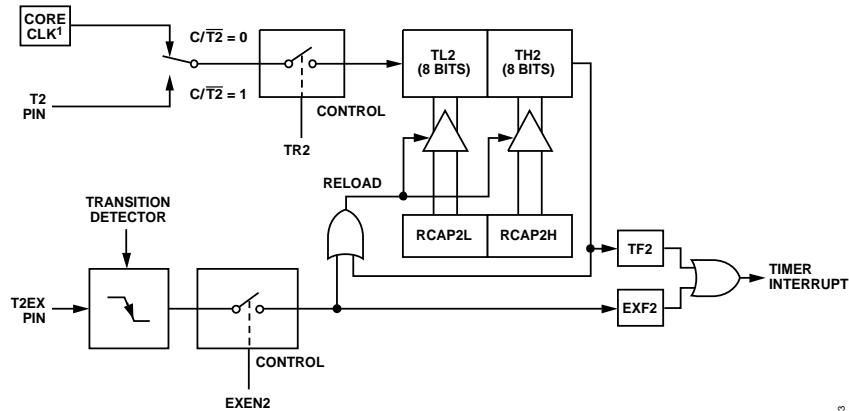 CORE
CLK1
C/T2 = 0
C/T2 = 1
T2
PIN
CONTROL
TR2
TL2
(8 BITS)
TH2
(8 BITS)
RELOAD
TRANSITION
DETECTOR
RCAP2L
RCAP2H
TF2
TIMER
INTERRUPT
T2EX
PIN
EXF2
CONTROL
EXEN2
3